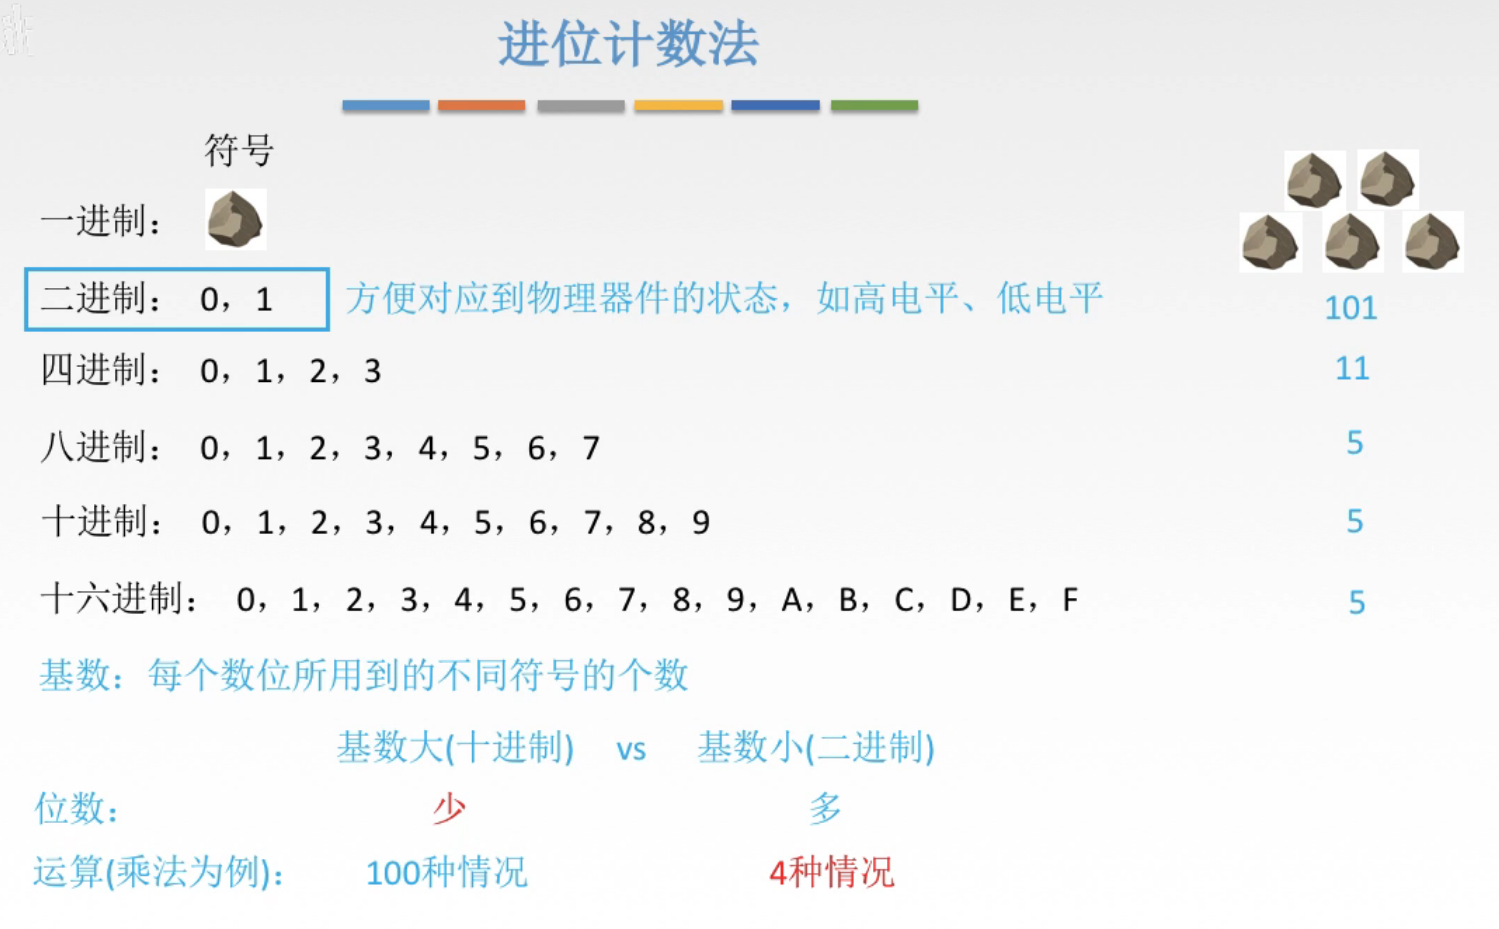 进位计数法
符号
一进制：
二进制： 0，1 方便对应到物理器件的状态，如高电平、低电平 101
四进制： 0，1，2，3 11
八进制： 0，1，2，3，4，5，6，7 5
十进制： 0，1，2，3，4，5，6，7，8，9 5
十六进制： 0，1，2，3，4，5，6，7，8，9，A，B，C，D，E，F 5
基数：每个数位所用到的不同符号的个数
基数大(十进制) vs 基数小(二进制)
位数： 少 多
运算(乘法为例)： 100种情况 4种情况